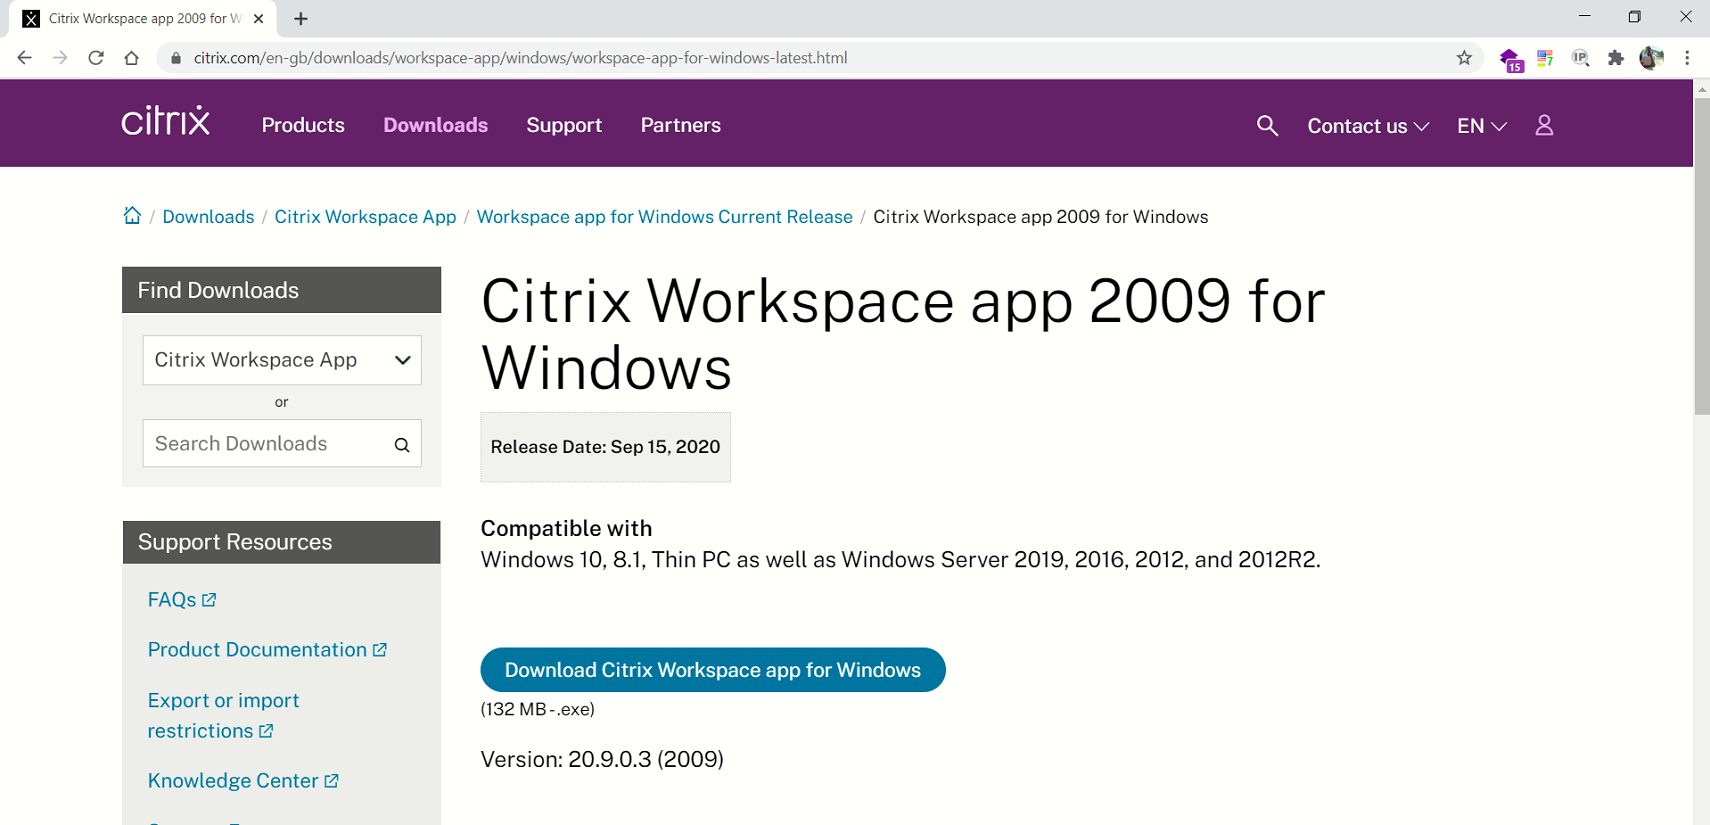 Citrix Workspace app 2009 for W
citrix.com/en-gb/downloads/workspace-app/windows/workspace-app-for-windows-latest.html
15
7
IP
citrix
Products
Downloads
Support
Partners
Contact us
EN
/ Downloads / Citrix Workspace App / Workspace app for Windows Current Release / Citrix Workspace app 2009 for Windows
Find Downloads
Citrix Workspace App
or
Search Downloads
Support Resources
FAQs
Product Documentation
Export or import
restrictions
Knowledge Center
Citrix Workspace app 2009 for
Windows
Release Date: Sep 15, 2020
Compatible with
Windows 10, 8.1, Thin PC as well as Windows Server 2019, 2016, 2012, and 2012R2.
Download Citrix Workspace app for Windows
(132 MB - .exe)
Version: 20.9.0.3 (2009)